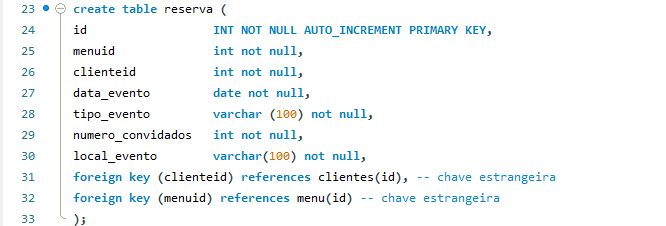 23 create table reserva (
24 id INT NOT NULL AUTO_INCREMENT PRIMARY KEY,
25 menuid int not null,
26 clienteid int not null,
27 data_evento date not null,
28 tipo_evento varchar (100) not null,
29 numero_convidados int not null,
30 local_evento varchar(100) not null,
31 foreign key (clienteid) references clientes(id), -- chave estrangeira
32 foreign key (menuid) references menu(id) -- chave estrangeira
33 );